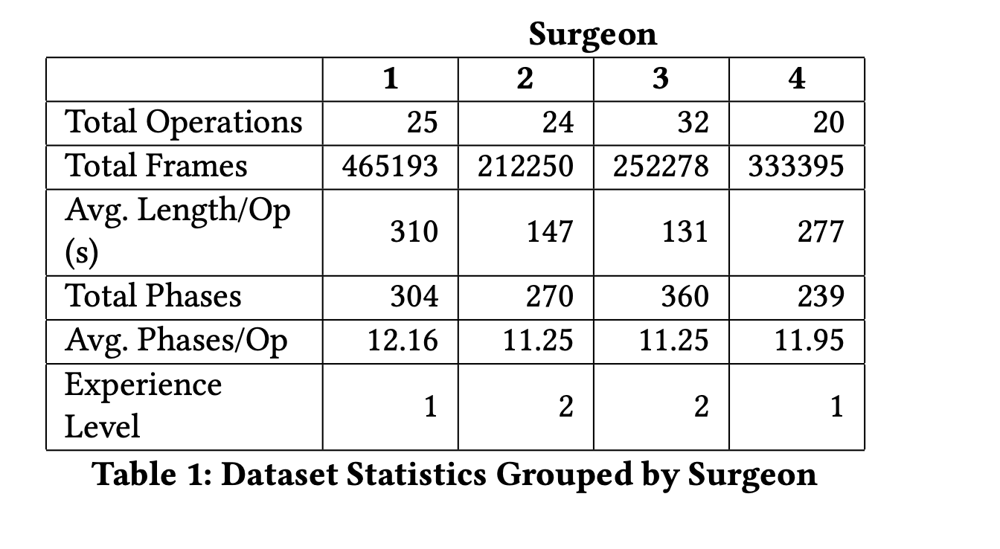 Surgeon
1 2 3 4
Total Operations 25 24 32 20
Total Frames 465193 212250 252278 333395
Avg. Length/Op
(s) 310 147 131 277
Total Phases 304 270 360 239
Avg. Phases/Op 12.16 11.25 11.25 11.95
Experience
Level 1 2 2 1
Table 1: Dataset Statistics Grouped by Surgeon